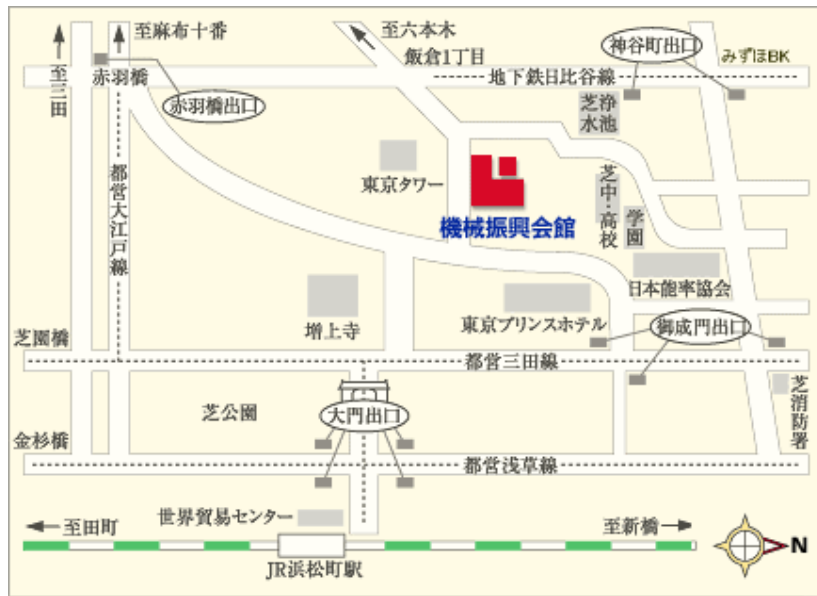 至麻布十番
至六本木
飯倉1丁目
神谷町出口
みずほBK
至三田
赤羽橋
地下鉄日比谷線
赤羽橋出口
芝浄水池
東京タワー
都営大江戸線
芝中・高校
学園
機械振興会館
日本能率協会
増上寺
東京プリンスホテル
御成門出口
芝園橋
都営三田線
芝公園
大門出口
芝消防署
金杉橋
都営浅草線
世界貿易センター
至田町
至新橋
N
JR浜松町駅